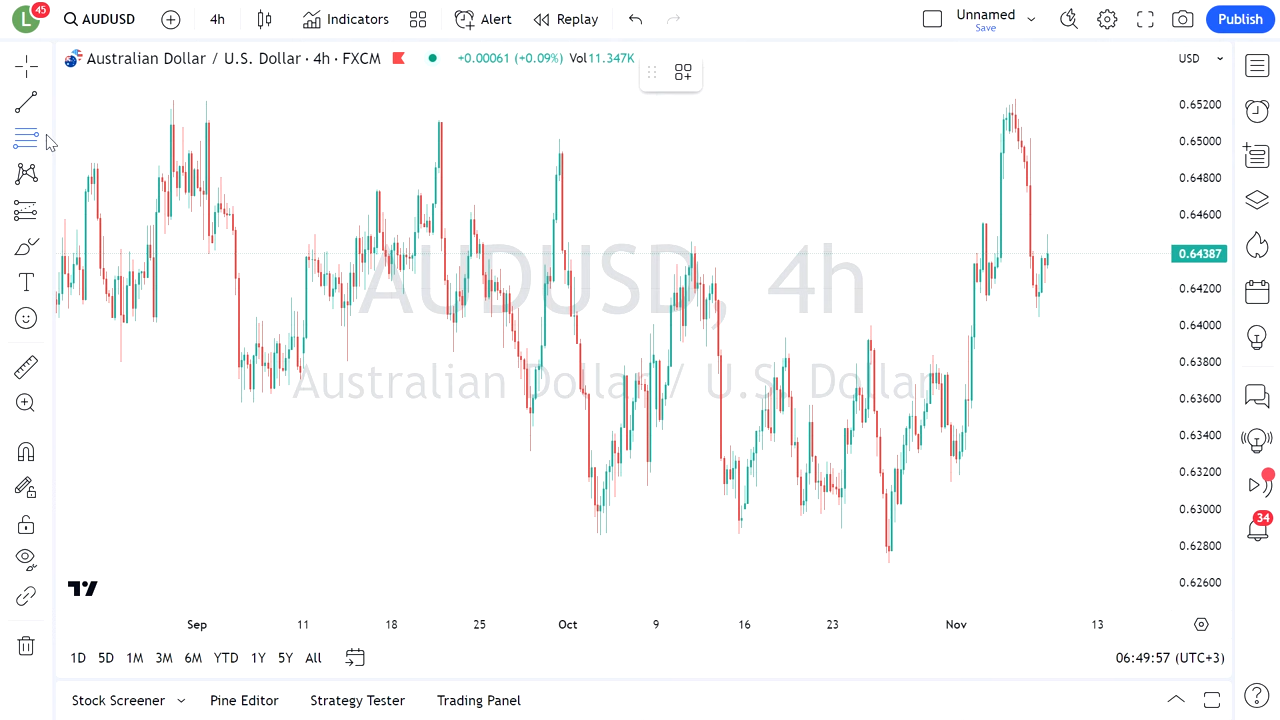 L 45 AUDUSD 4h Indicators Alert Replay Unnamed Save Publish
Australian Dollar / U.S. Dollar · 4h · FXCM +0.00061 (+0.09%) Vol11.347K USD
AUDUSD, 4h
Australian Dollar / U.S. Dollar
0.65200
0.65000
0.64800
0.64600
0.64387
0.64200
0.64000
0.63800
0.63600
0.63400
0.63200
0.63000
0.62800
0.62600
34
Sep 11 18 25 Oct 9 16 23 Nov 13
1D 5D 1M 3M 6M YTD 1Y 5Y All 06:49:57 (UTC+3)
Stock Screener Pine Editor Strategy Tester Trading Panel